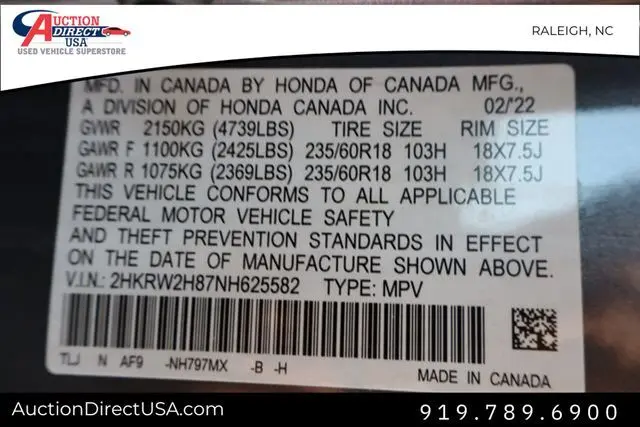 AUCTION
DIRECT
USA
USED VEHICLE SUPERSTORE
RALEIGH, NC
MFD. IN CANADA BY HONDA OF CANADA MFG.,
A DIVISION OF HONDA CANADA INC. 02/'22
GVWR 2150KG (4739LBS) TIRE SIZE RIM SIZE
GAWR F 1100KG (2425LBS) 235/60R18 103H 18X7.5J
GAWR R 1075KG (2369LBS) 235/60R18 103H 18X7.5J
THIS VEHICLE CONFORMS TO ALL APPLICABLE
FEDERAL MOTOR VEHICLE SAFETY
AND THEFT PREVENTION STANDARDS IN EFFECT
ON THE DATE OF MANUFACTURE SHOWN ABOVE.
V.I.N.: 2HKRW2H87NH625582 TYPE: MPV
TLJ N AF9 -NH797MX -B -H
MADE IN CANADA
AuctionDirectUSA.com 919.789.6900